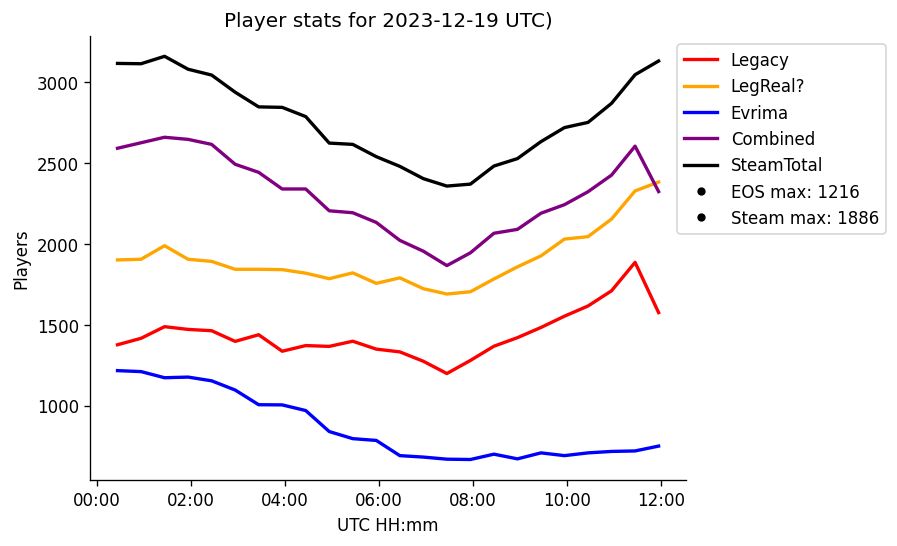 Player stats for 2023-12-19 UTC)
Legacy
LegReal?
Evrima
Combined
SteamTotal
EOS max: 1216
Steam max: 1886
Players
3000
2500
2000
1500
1000
00:00 02:00 04:00 06:00 08:00 10:00 12:00
UTC HH:mm